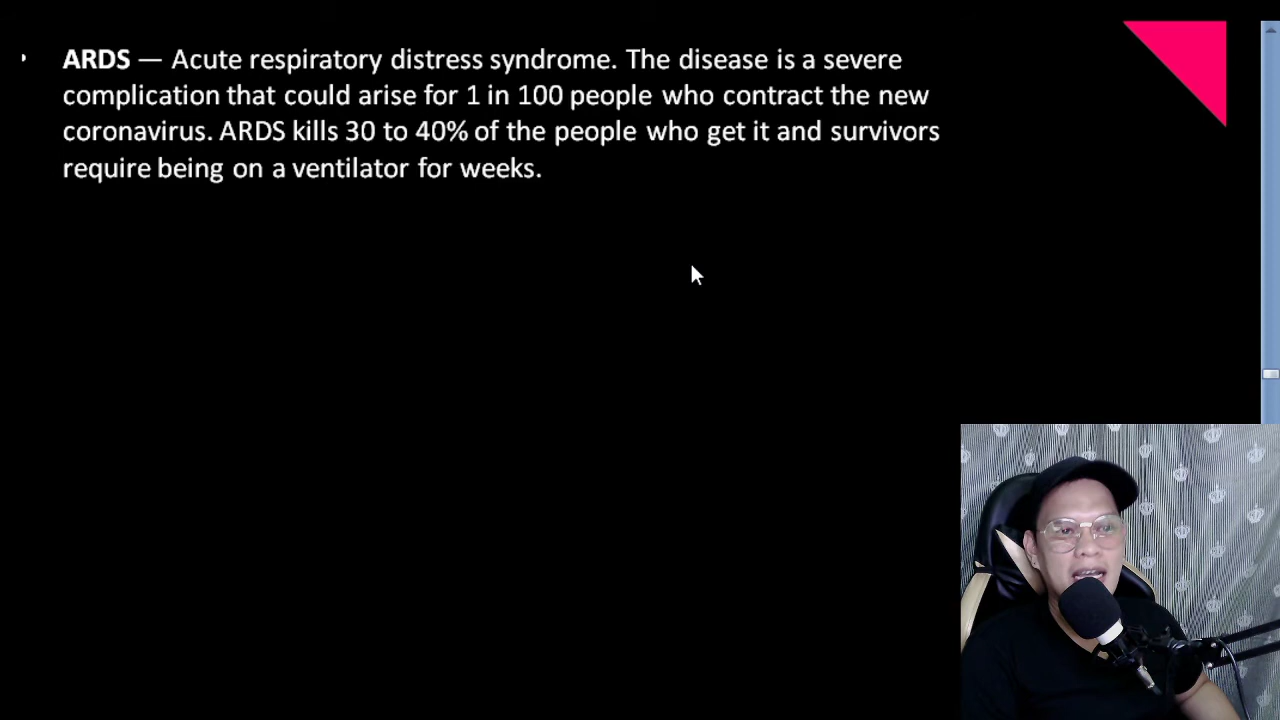 ARDS — Acute respiratory distress syndrome. The disease is a severe
complication that could arise for 1 in 100 people who contract the new
coronavirus. ARDS kills 30 to 40% of the people who get it and survivors
require being on a ventilator for weeks.